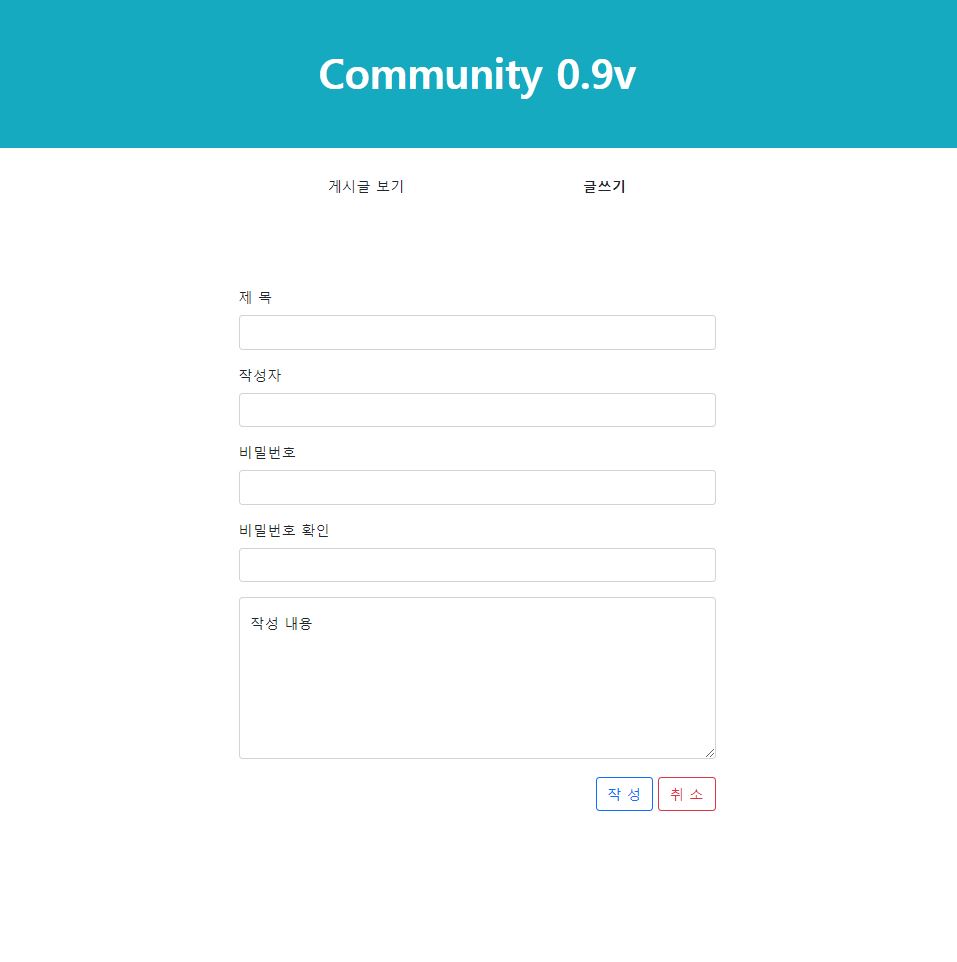 Community 0.9v
게시글 보기 글쓰기
제 목
작성자
비밀번호
비밀번호 확인
작성 내용
작 성 취 소